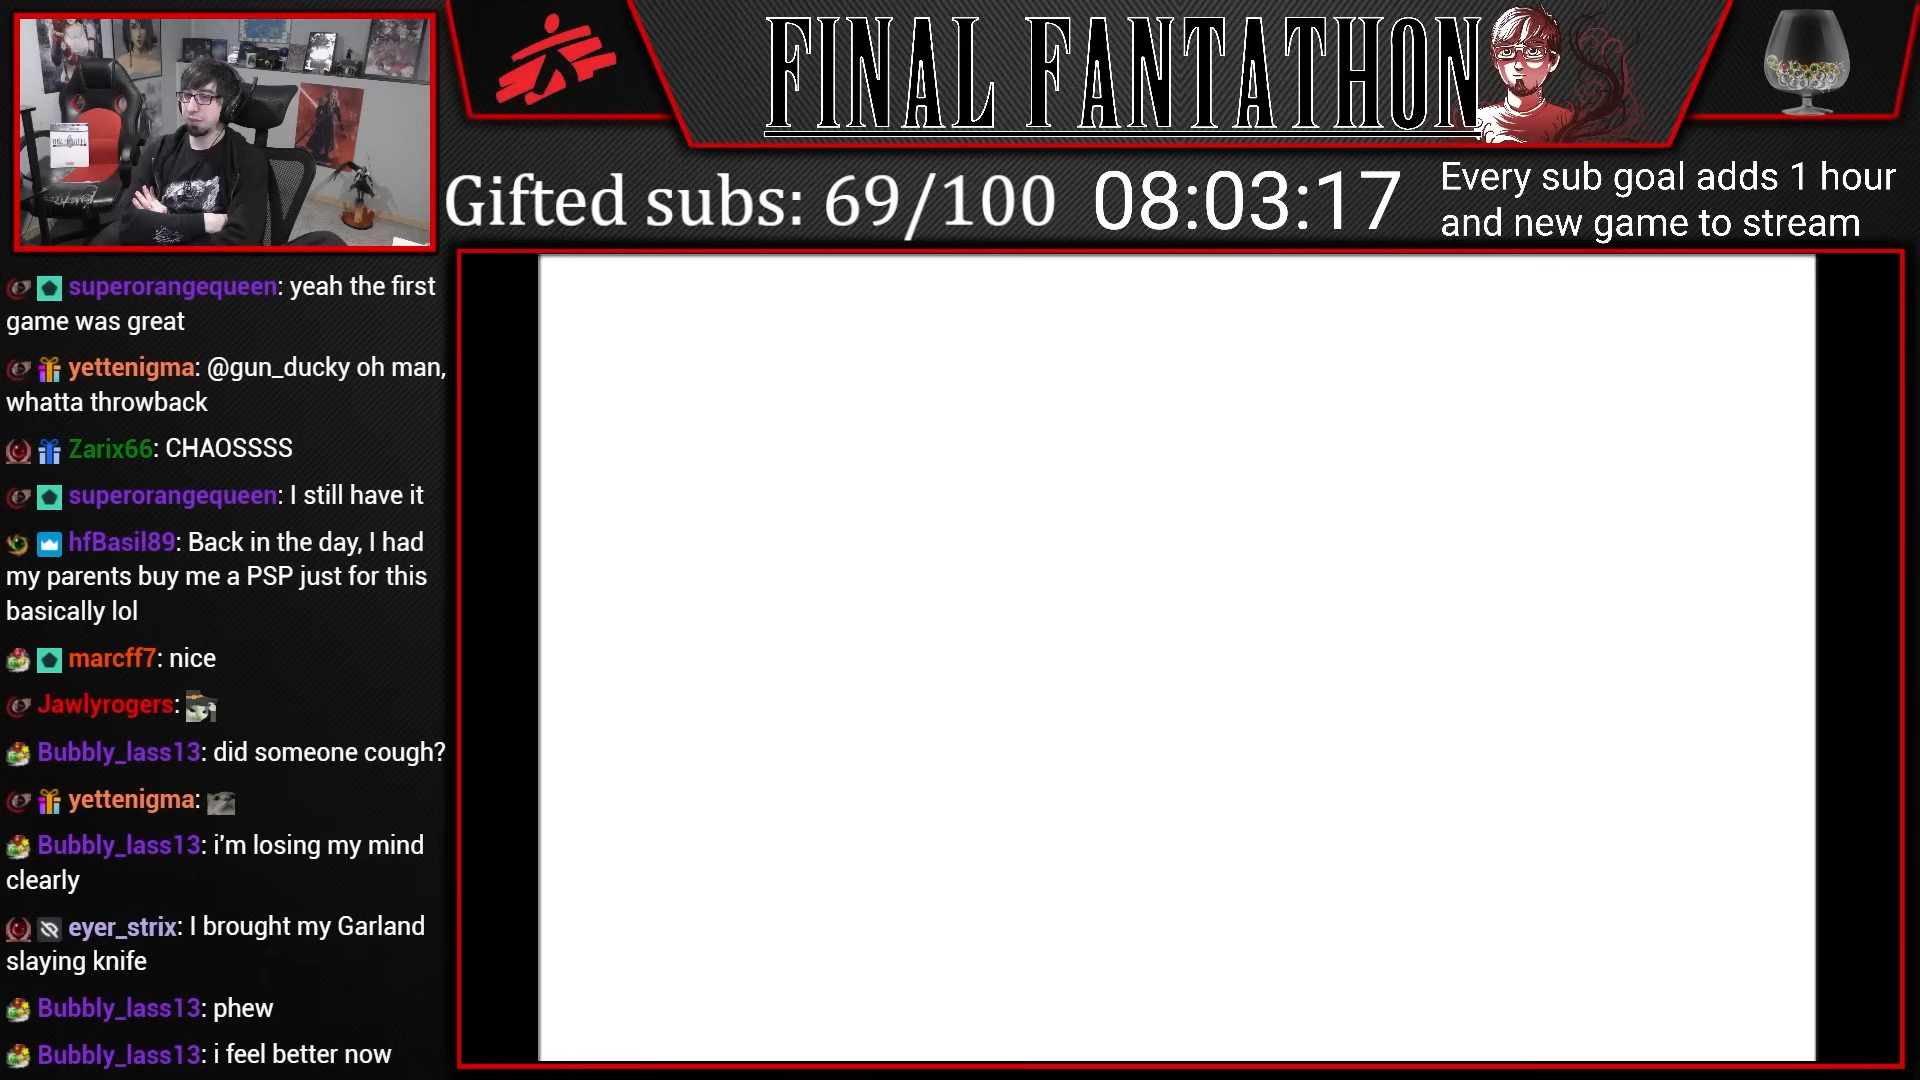 FINAL FANTATHON
Gifted subs: 69/100
08:03:17
Every sub goal adds 1 hour
and new game to stream
superorangequeen: yeah the first
game was great
yettenigma: @gun_ducky oh man,
whatta throwback
Zarix66: CHAOSSSS
superorangequeen: I still have it
hfBasil89: Back in the day, I had
my parents buy me a PSP just for this
basically lol
marcff7: nice
Jawlyrogers:
Bubbly_lass13: did someone cough?
yettenigma:
Bubbly_lass13: i'm losing my mind
clearly
eyer_strix: I brought my Garland
slaying knife
Bubbly_lass13: phew
Bubbly_lass13: i feel better now